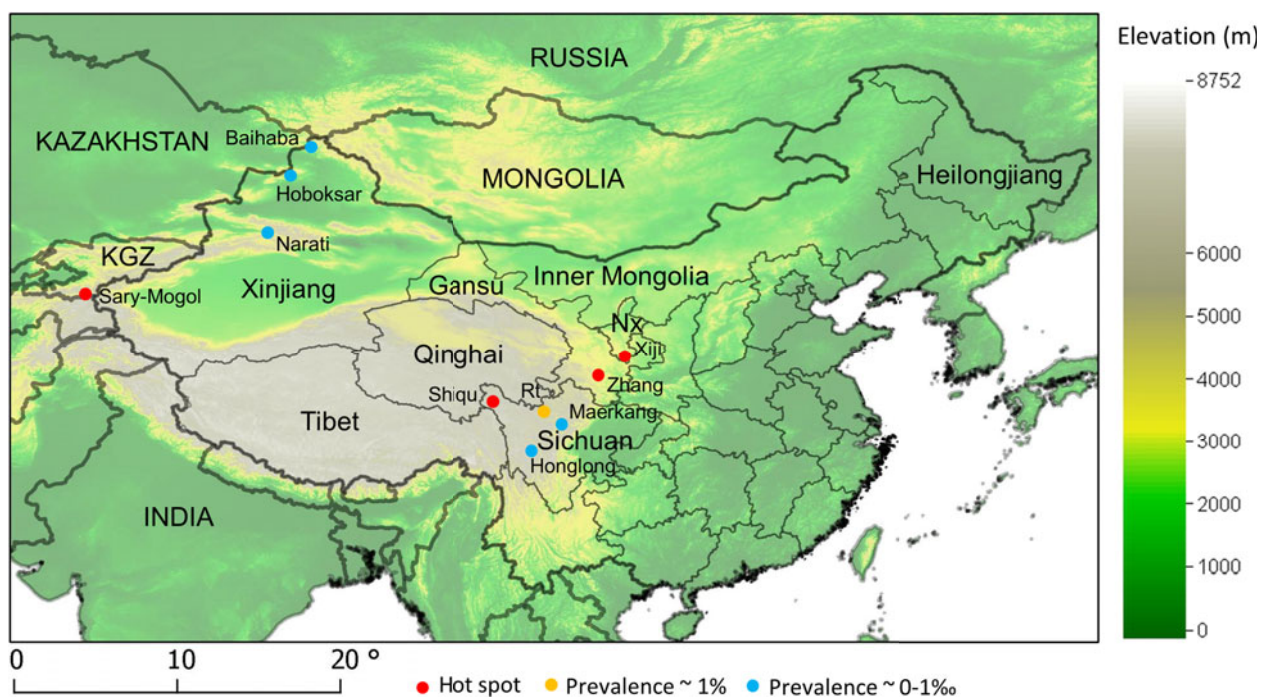 Elevation (m)
8752
RUSSIA
KAZAKHSTAN
Baihaba
MONGOLIA
Heilongjiang
Hoboksar
Narati
6000
KGZ
Xinjiang
Gansu
Inner Mongolia
Sary-Mogol
5000
Nx
Xiji
Qinghai
Zhang
4000
Shiqu
RL
Maerkang
Tibet
Sichuan
3000
Honglong
INDIA
2000
1000
0
0 10 20 °
Hot spot Prevalence ~ 1% Prevalence ~ 0-1‰